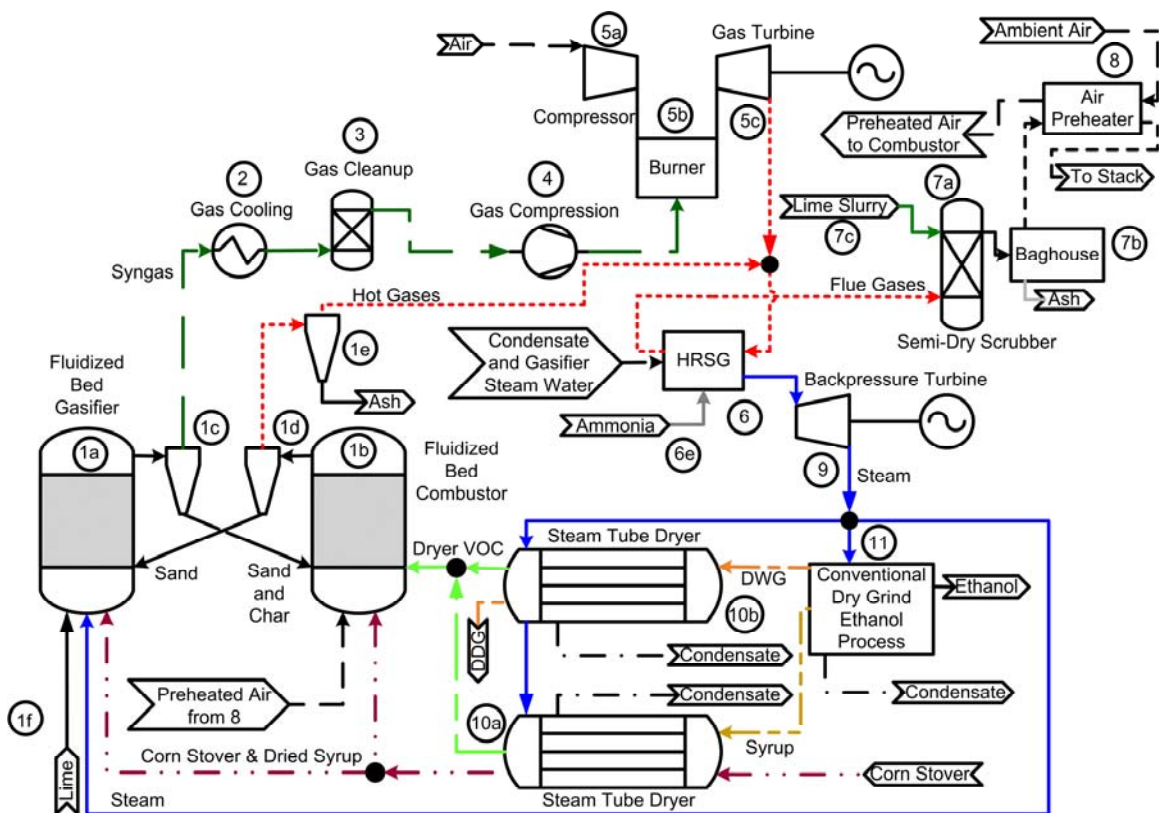 5a
Gas Turbine
Ambient Air
Air
8
3
5b
5c
Air
Preheater
Compressor
Preheated Air
to Combustor
Gas Cleanup
2
4
Burner
To Stack
Gas Cooling
Gas Compression
7a
Lime Slurry
7c
Baghouse
7b
Syngas
Hot Gases
Flue Gases
Ash
1e
Semi-Dry Scrubber
Fluidized
Bed
Gasifier
Condensate
and Gasifier
Steam Water
HRSG
Backpressure Turbine
Ash
1c
1d
Ammonia
6
6e
1a
1b
Fluidized
Bed
Combustor
9
Steam
Steam Tube Dryer
11
Dryer VOC
DWG
Sand
Sand
and
Char
Conventional
Dry Grind
Ethanol
Process
Ethanol
10b
DDG
Condensate
Condensate
Condensate
Preheated Air
from 8
1f
10a
Syrup
Corn Stover & Dried Syrup
Lime
Corn Stover
Steam
Steam Tube Dryer